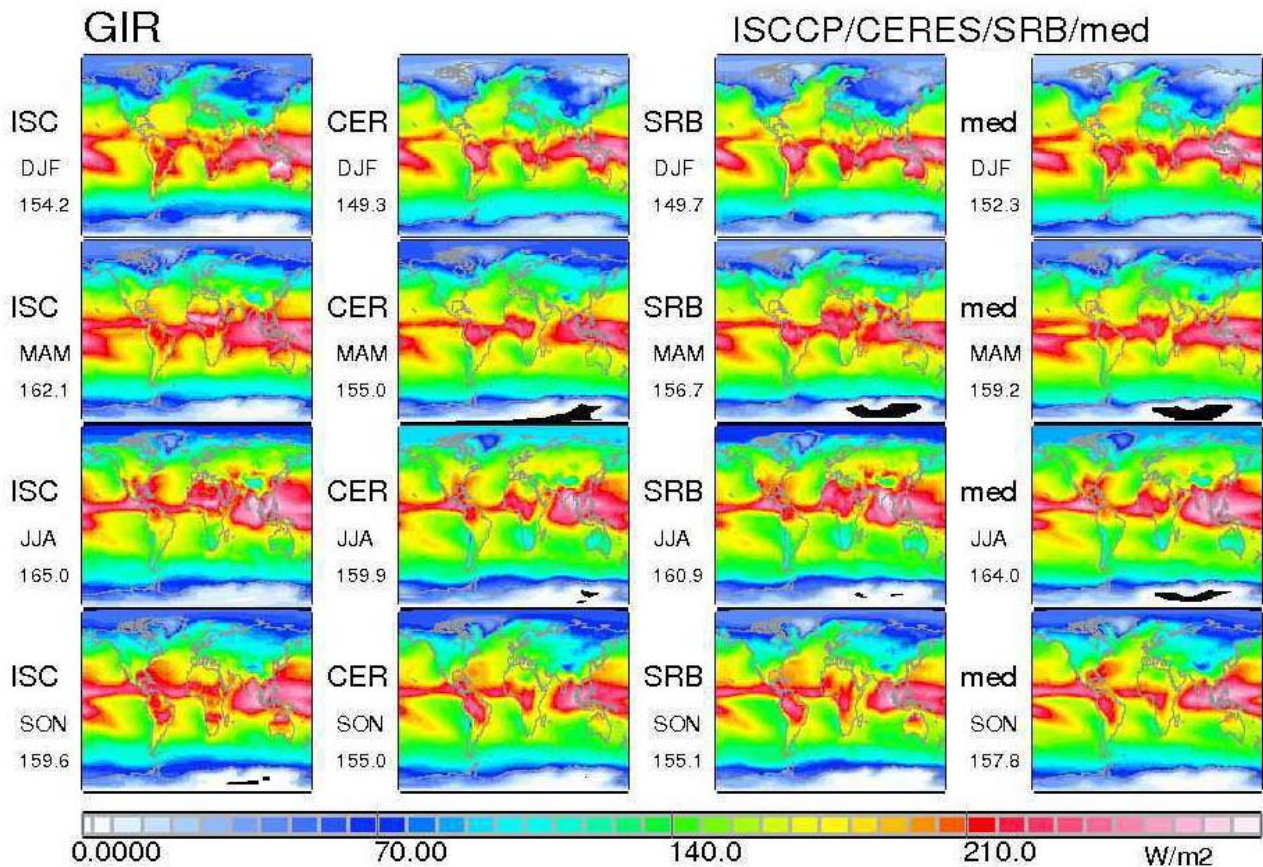 GIR
ISCCP/CERES/SRB/med
ISC
DJF
154.2
CER
DJF
149.3
SRB
DJF
149.7
med
DJF
152.3
ISC
MAM
162.1
CER
MAM
155.0
SRB
MAM
156.7
med
MAM
159.2
ISC
JJA
165.0
CER
JJA
159.9
SRB
JJA
160.9
med
JJA
164.0
ISC
SON
159.6
CER
SON
155.0
SRB
SON
155.1
med
SON
157.8
0.0000 70.00 140.0 210.0 W/m2